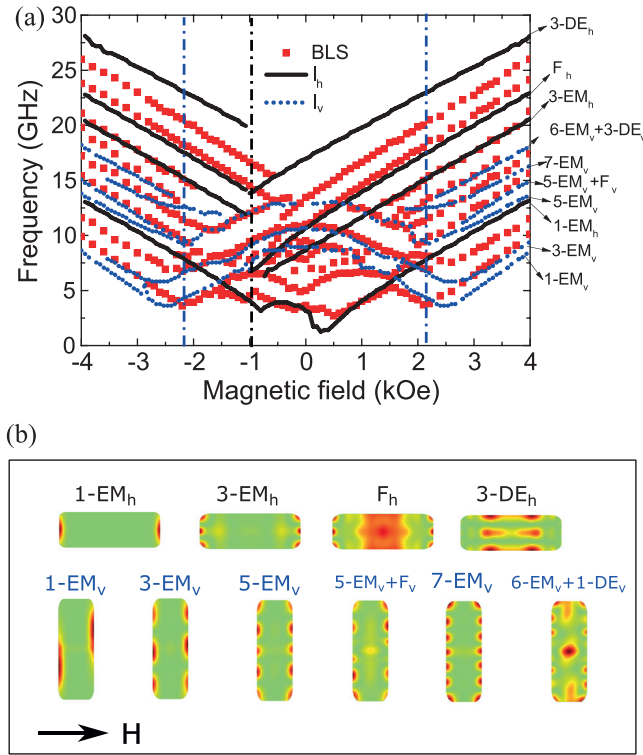 (a)
30
25
20
15
10
5
0
Frequency (GHz)
BLS
I_h
I_v
3-DE_h
F_h
3-EM_h
6-EM_v+3-DE_v
7-EM_v
5-EM_v+F_v
5-EM_v
1-EM_h
3-EM_v
1-EM_v
-4 -3 -2 -1 0 1 2 3 4
Magnetic field (kOe)
(b)
1-EM_h 3-EM_h F_h 3-DE_h
1-EM_v 3-EM_v 5-EM_v 5-EM_v+F_v 7-EM_v 6-EM_v+1-DE_v
H